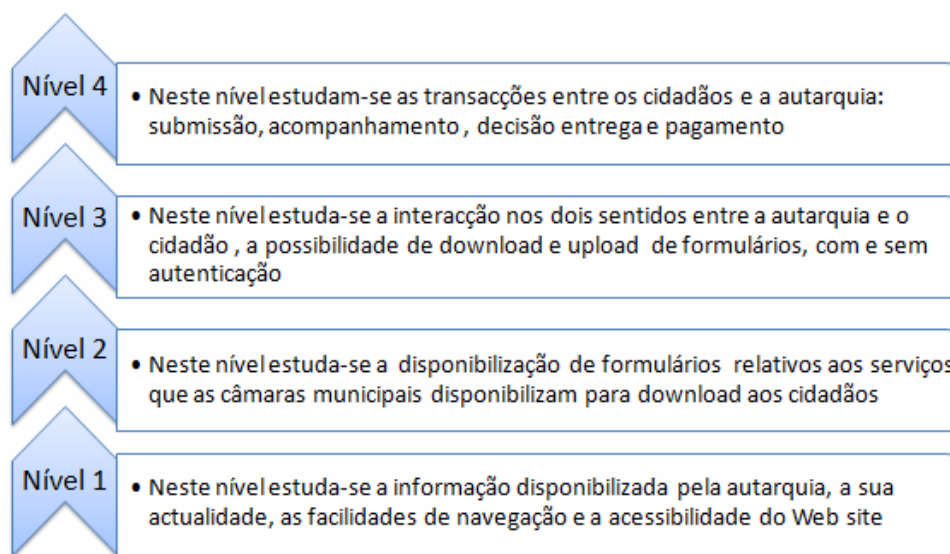 Nível 4
• Neste nível estudam-se as transacções entre os cidadãos e a autarquia:
submissão, acompanhamento , decisão entrega e pagamento
Nível 3
• Neste nível estuda-se a interacção nos dois sentidos entre a autarquia e o
cidadão , a possibilidade de download e upload de formulários, com e sem
autenticação
Nível 2
• Neste nível estuda-se a disponibilização de formulários relativos aos serviços
que as câmaras municipais disponibilizam para download aos cidadãos
Nível 1
• Neste nível estuda-se a informação disponibilizada pela autarquia, a sua
actualidade, as facilidades de navegação e a acessibilidade do Web site